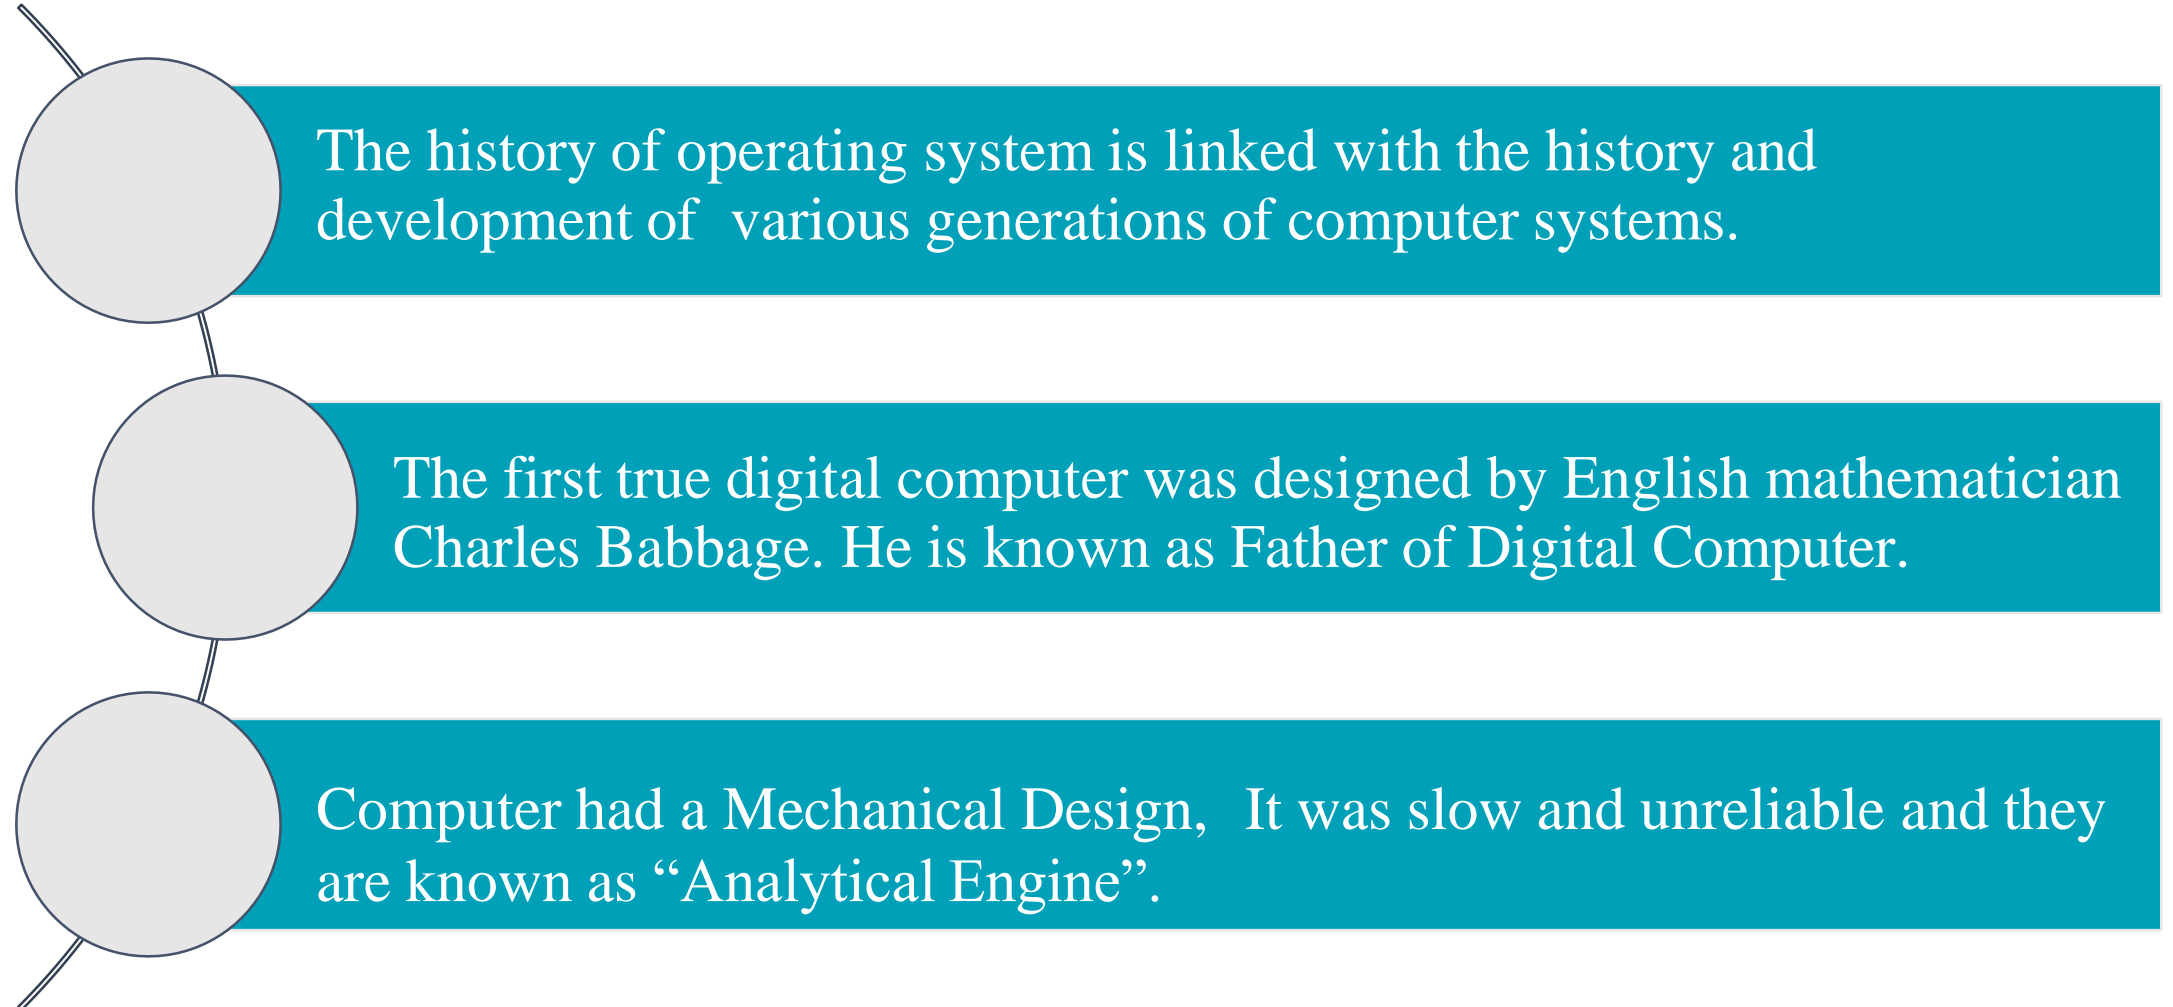 The history of operating system is linked with the history and
development of  various generations of computer systems.
The first true digital computer was designed by English mathematician
Charles Babbage. He is known as Father of Digital Computer.
Computer had a Mechanical Design,  It was slow and unreliable and they
are known as “Analytical Engine”.